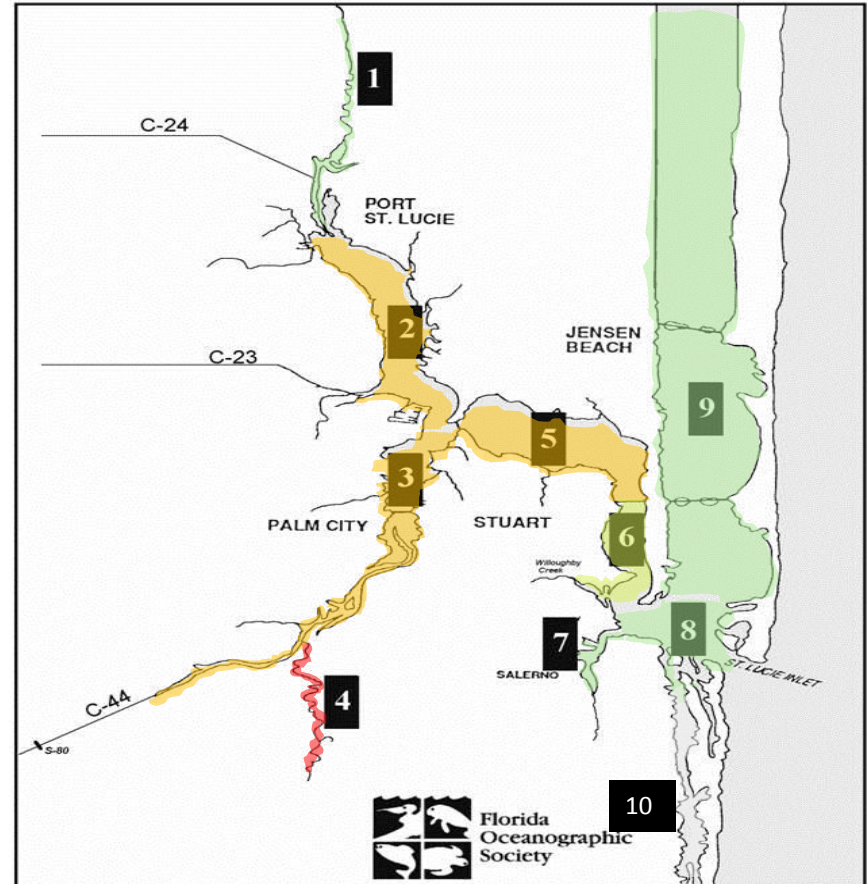 1
C-24
PORT
ST. LUCIE
2
JENSEN
BEACH
C-23
9
5
3
PALM CITY
STUART
6
Willoughby
Creek
7
8
SALERNO
ST. LUCIE INLET
4
C-44
S-80
10
Florida
Oceanographic
Society